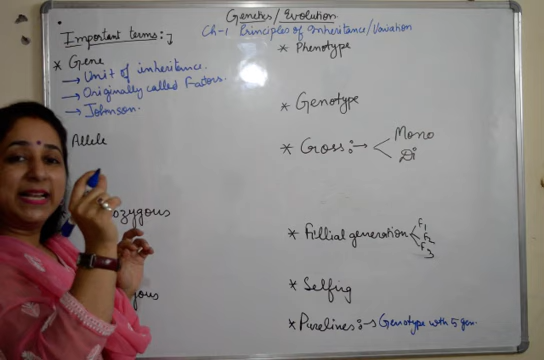 Genetics/Evolution
Ch-1 Principles of Inheritance/Variation
Important terms:-
* Gene
→ Unit of inheritance.
→ Originally called Factors.
→ Johnson.
Allele
ozygous
gous
* Phenotype
* Genotype
* Cross → Mono
Di
* Fillial generation F1
F2
F3
* Selfing
* Purelines → Genotype with 5 gen.